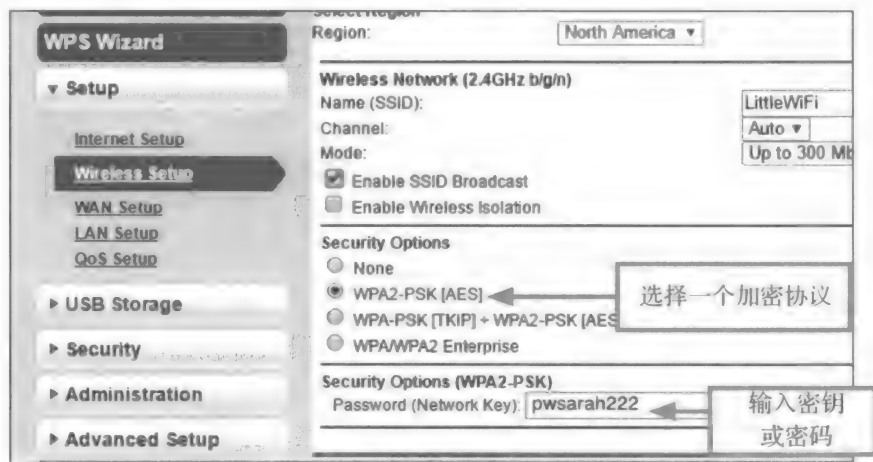 WPS Wizard
▼ Setup
Internet Setup
Wireless Setup
WAN Setup
LAN Setup
QoS Setup
▶ USB Storage
▶ Security
▶ Administration
▶ Advanced Setup
Select Region
Region: North America ▼
Wireless Network (2.4GHz b/g/n)
Name (SSID): LittleWiFi
Channel: Auto ▼
Mode: Up to 300 Mb
Enable SSID Broadcast
Enable Wireless Isolation
Security Options
None
WPA2-PSK [AES]
选择一个加密协议
WPA-PSK [TKIP] + WPA2-PSK [AES
WPA/WPA2 Enterprise
Security Options (WPA2-PSK)
Password (Network Key): pwsarah222
输入密钥
或密码